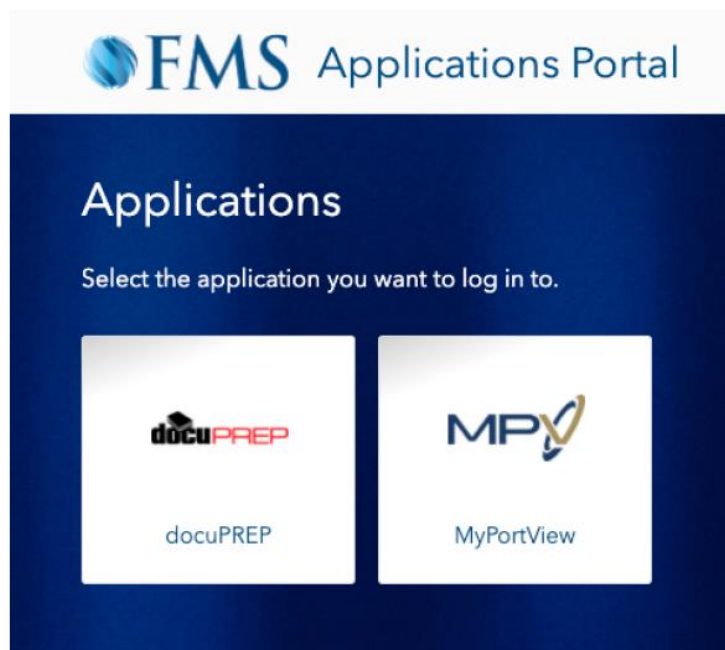 FMS Applications Portal
Applications
Select the application you want to log in to.
docuPREP MPV
docuPREP MyPortView